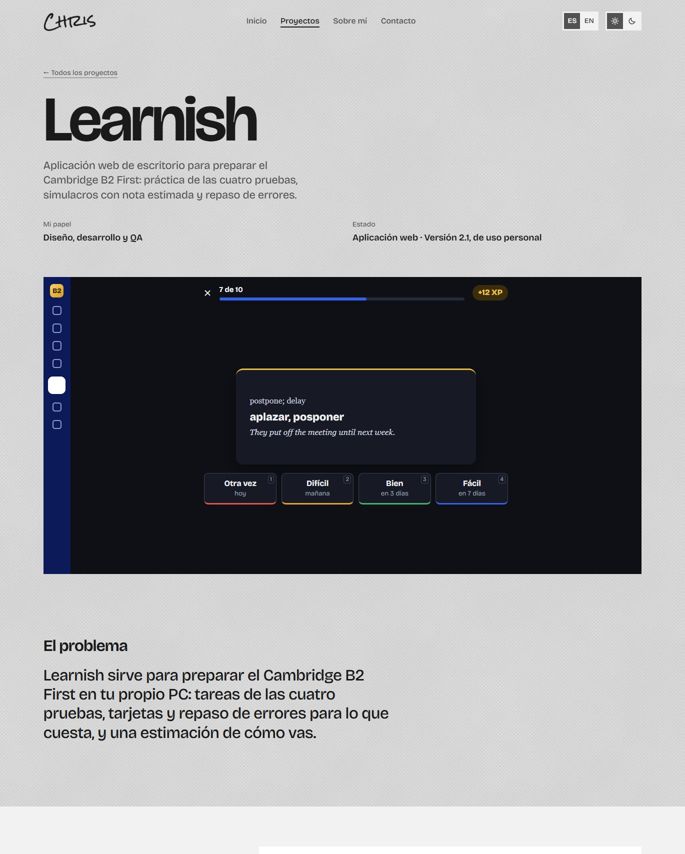 CHRIS
Inicio
Proyectos
Sobre mí
Contacto
ES
EN
← Todos los proyectos
Learnish
Aplicación web de escritorio para preparar el
Cambridge B2 First: práctica de las cuatro pruebas,
simulacros con nota estimada y repaso de errores.
Mi papel
Diseño, desarrollo y QA
Estado
Aplicación web · Versión 2.1, de uso personal
B2
7 de 10
+12 XP
postpone; delay
aplazar, posponer
They put off the meeting until next week.
Otra vez
1
hoy
Difícil
2
mañana
Bien
3
en 3 días
Fácil
4
en 7 días
El problema
Learnish sirve para preparar el Cambridge B2
First en tu propio PC: tareas de las cuatro
pruebas, tarjetas y repaso de errores para lo que
cuesta, y una estimación de cómo vas.